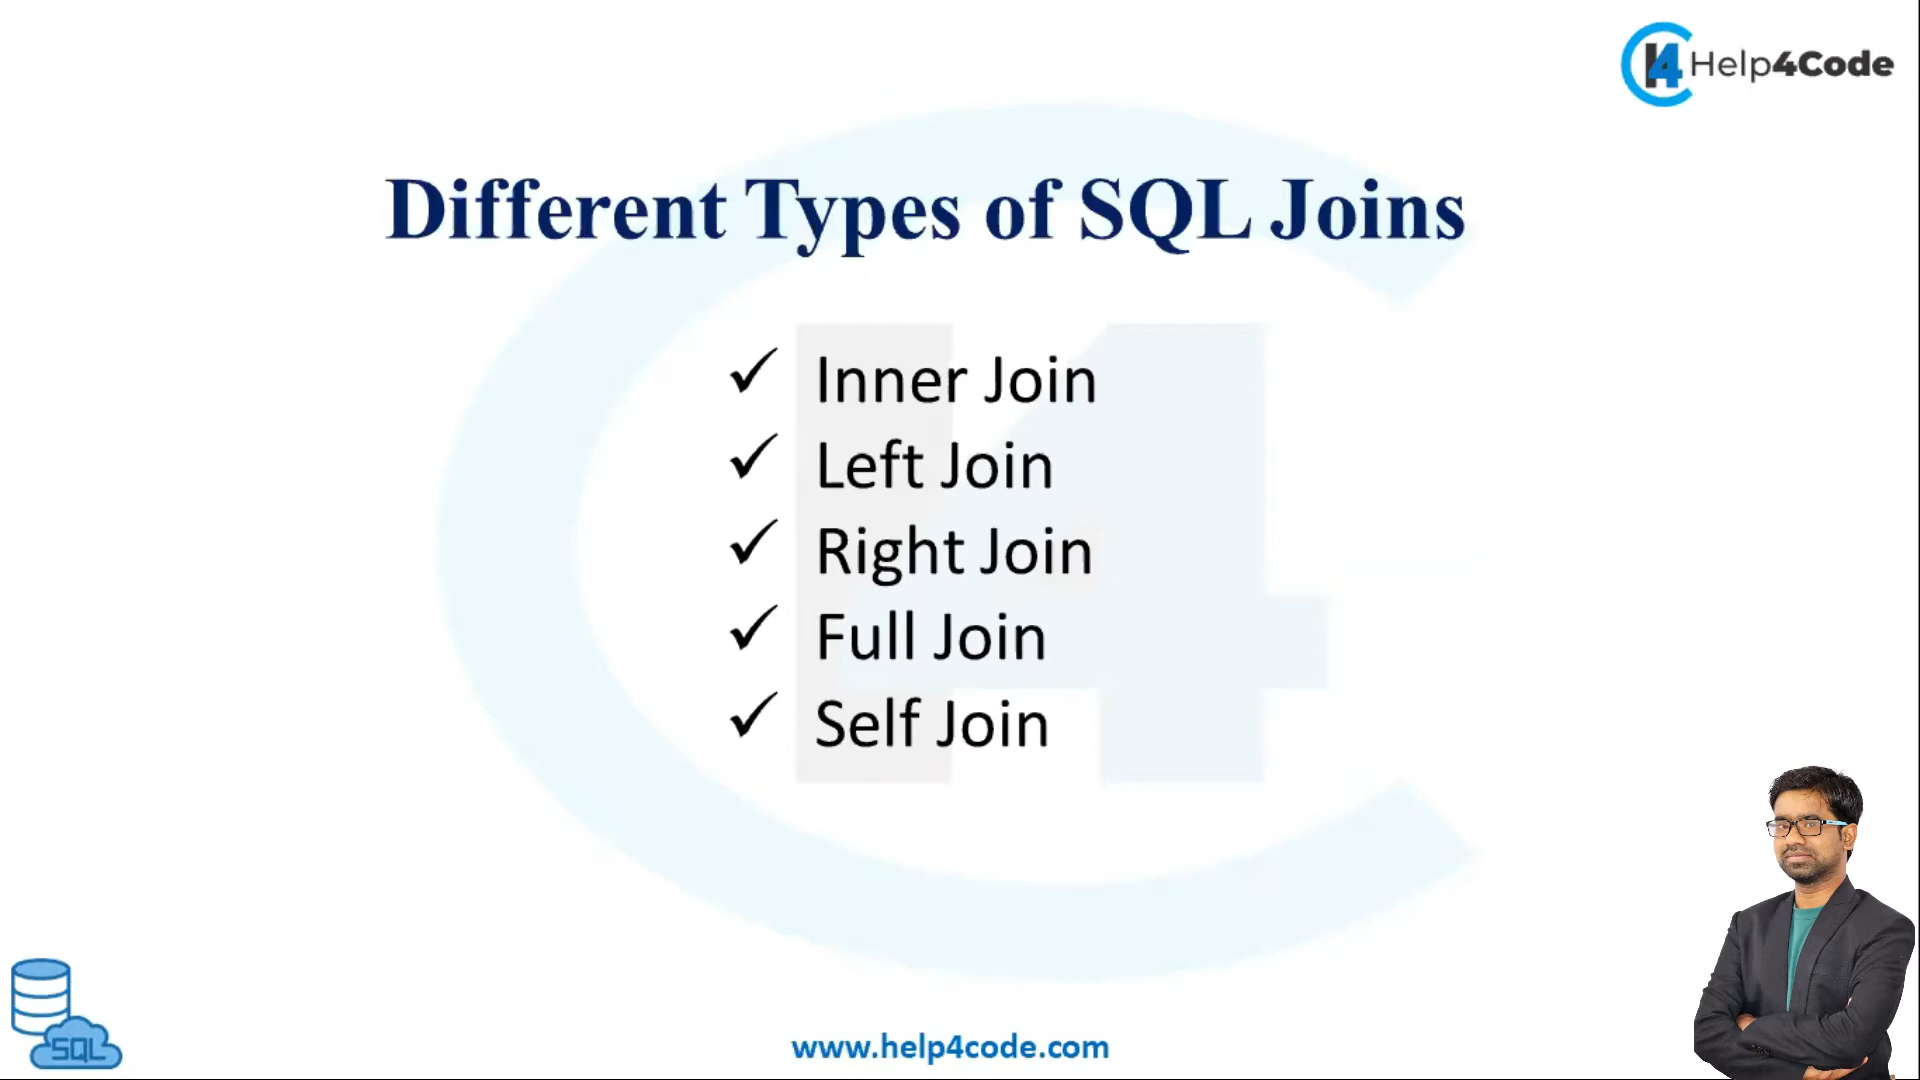 Help4Code
Different Types of SQL Joins
✓ Inner Join
✓ Left Join
✓ Right Join
✓ Full Join
✓ Self Join
SQL
www.help4code.com